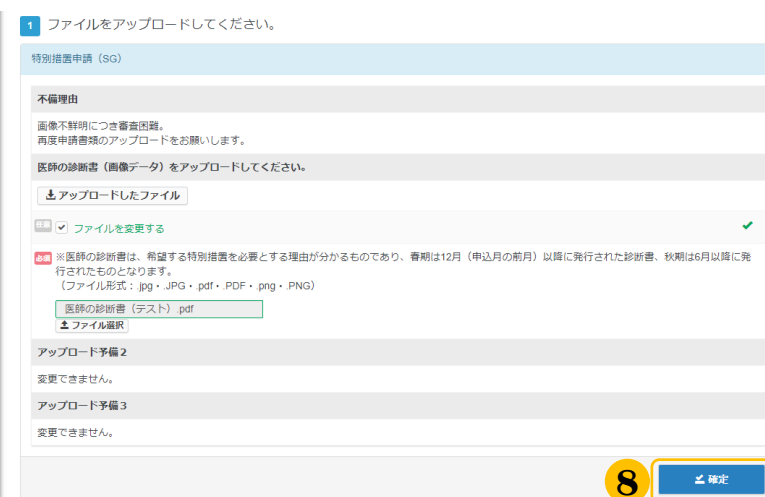 1 ファイルをアップロードしてください。
特別措置申請（SG）
不備理由
画像不鮮明につき審査困難。
再度申請書類のアップロードをお願いします。
医師の診断書（画像データ）をアップロードしてください。
アップロードしたファイル
任意 ファイルを変更する
必須 ※医師の診断書は、希望する特別措置を必要とする理由が分かるものであり、春期は12月（申込月の前月）以降に発行された診断書、秋期は6月以降に発
行されたものとなります。
（ファイル形式：.jpg・.JPG・.pdf・.PDF・.png・.PNG）
医師の診断書（テスト）.pdf
ファイル選択
アップロード予備２
変更できません。
アップロード予備３
変更できません。
8 確定